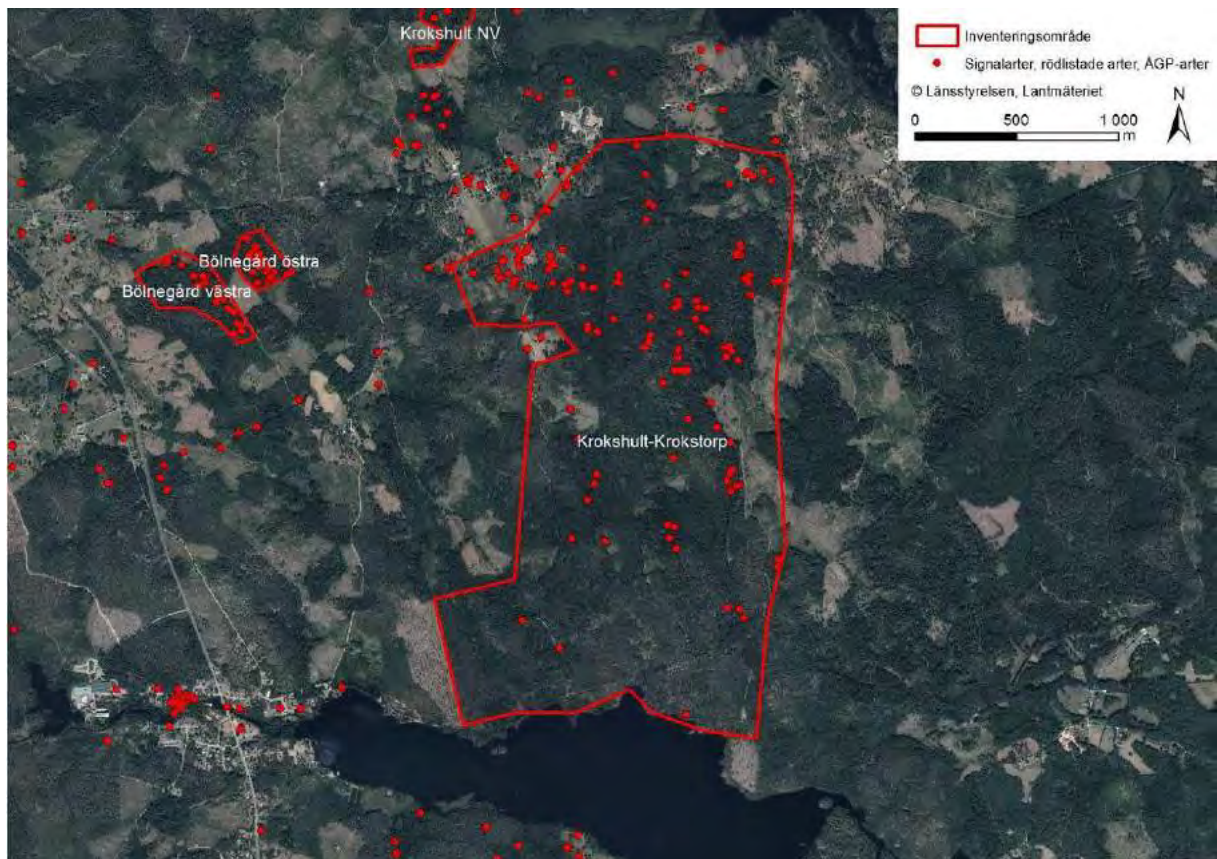 Krokshult NV
Inventeringsområde
Signalarter, rödlistade arter, ÅGP-arter
© Länsstyrelsen, Lantmäteriet
N
0 500 1 000
m
Bölnegård östra
Bölnegård västra
Krokshult-Krokstorp